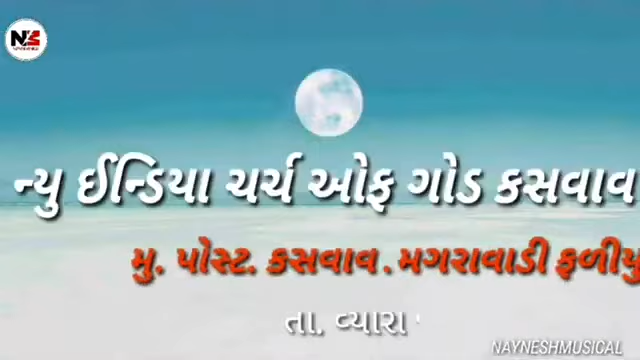 ન્યુ ઈન્ડિયા ચર્ચ ઓફ ગોડ કસવાવ
મુ. પોસ્ટ. કસવાવ.મગરાવાડી ફળીયુ
તા. વ્યારા
NAYNESHMUSICAL